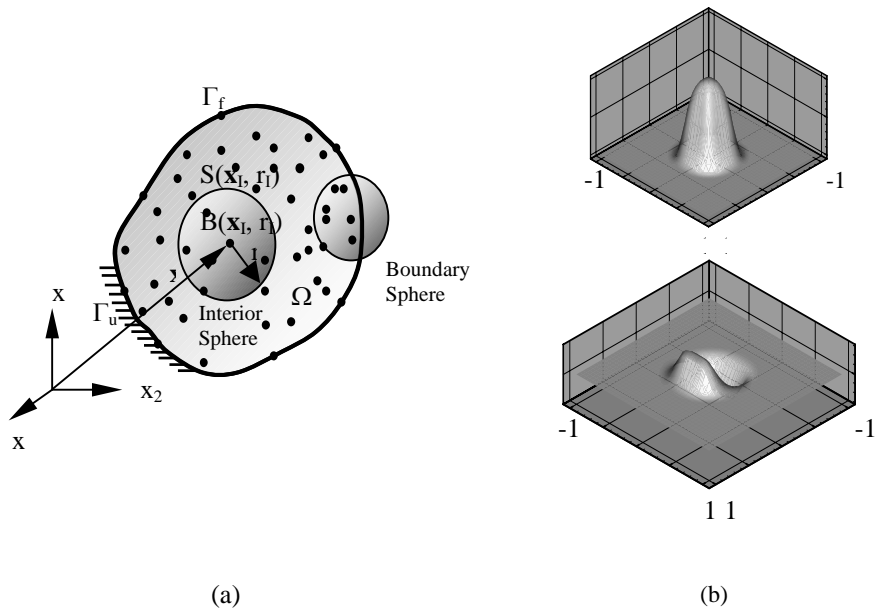 Γf
S(xI, rI)
B(xI, rI)
Ω
Interior
Sphere
Boundary
Sphere
Γu
x
x2
x
(a)
-1
-1
-1
-1
1 1
(b)